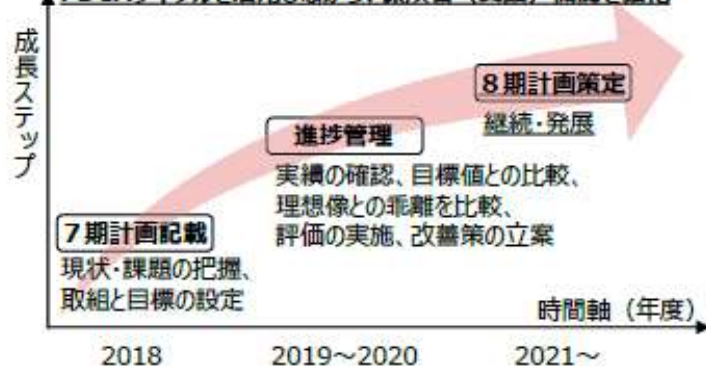 成長ステップ
8期計画策定
継続・発展
進捗管理
実績の確認、目標値との比較、
理想像との乖離を比較、
評価の実施、改善策の立案
7期計画記載
現状・課題の把握、
取組と目標の設定
時間軸（年度）
2018
2019～2020
2021～